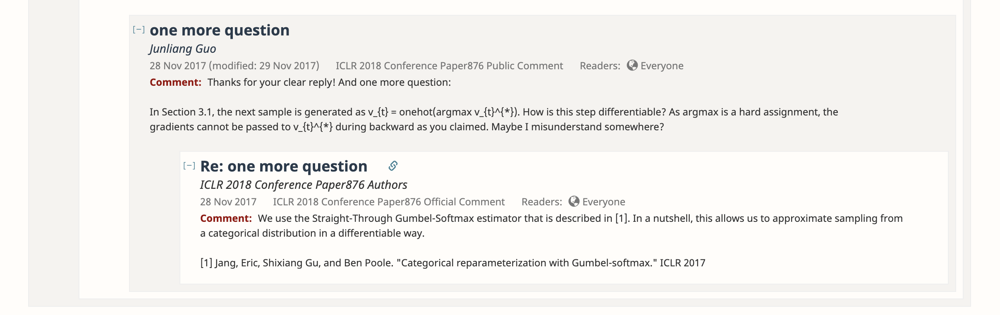 [−] one more question
Junliang Guo
28 Nov 2017 (modified: 29 Nov 2017) ICLR 2018 Conference Paper876 Public Comment Readers: Everyone
Comment: Thanks for your clear reply! And one more question:
In Section 3.1, the next sample is generated as v_{t} = onehot(argmax v_{t}^{*}). How is this step differentiable? As argmax is a hard assignment, the
gradients cannot be passed to v_{t}^{*} during backward as you claimed. Maybe I misunderstand somewhere?
[−] Re: one more question
ICLR 2018 Conference Paper876 Authors
28 Nov 2017 ICLR 2018 Conference Paper876 Official Comment Readers: Everyone
Comment: We use the Straight-Through Gumbel-Softmax estimator that is described in [1]. In a nutshell, this allows us to approximate sampling from
a categorical distribution in a differentiable way.
[1] Jang, Eric, Shixiang Gu, and Ben Poole. "Categorical reparameterization with Gumbel-softmax." ICLR 2017